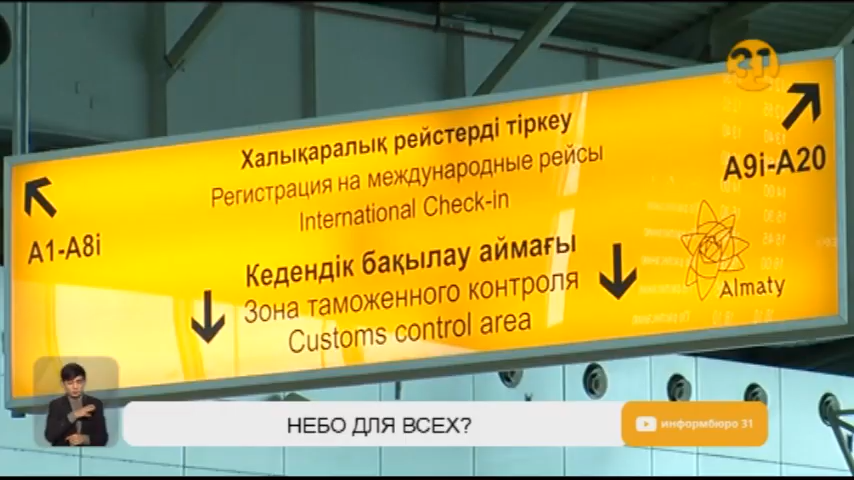 31
Халықаралық рейстерді тіркеу
Регистрация на международные рейсы
International Check-in
A9i-A20
A1-A8i
Кедендік бақылау аймағы
Зона таможенного контроля
Customs control area
Almaty
НЕБО ДЛЯ ВСЕХ?
информбюро 31